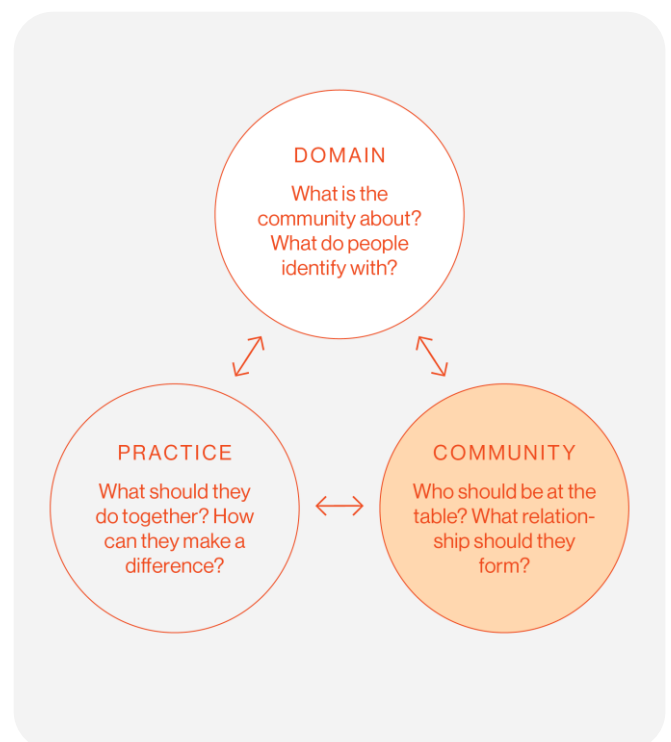 DOMAIN
What is the
community about?
What do people
identify with?
PRACTICE
What should they
do together? How
can they make a
difference?
COMMUNITY
Who should be at the
table? What relation-
ship should they
form?